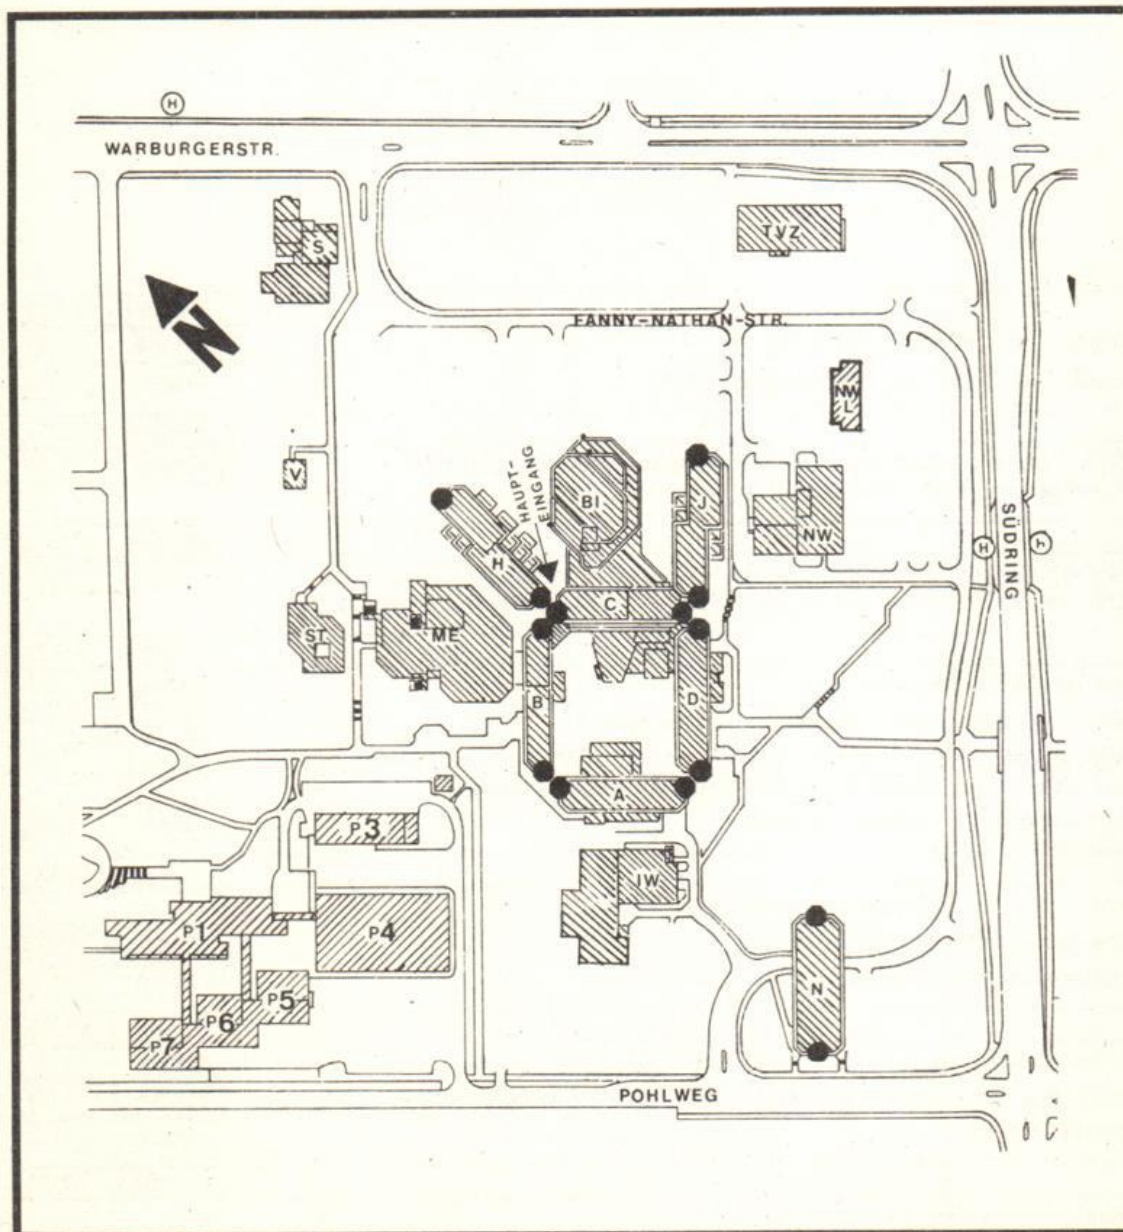 H
WARBURGERSTR.
S
TVZ
N
FANNY-NATHAN-STR.
NW
L
V
HAUPT-
EINGANG
BI
J
H
NW
SÜDRING
H
H
C
ST
ME
B
D
A
P3
IW
P1
P4
N
P5
P6
P7
POHLWEG